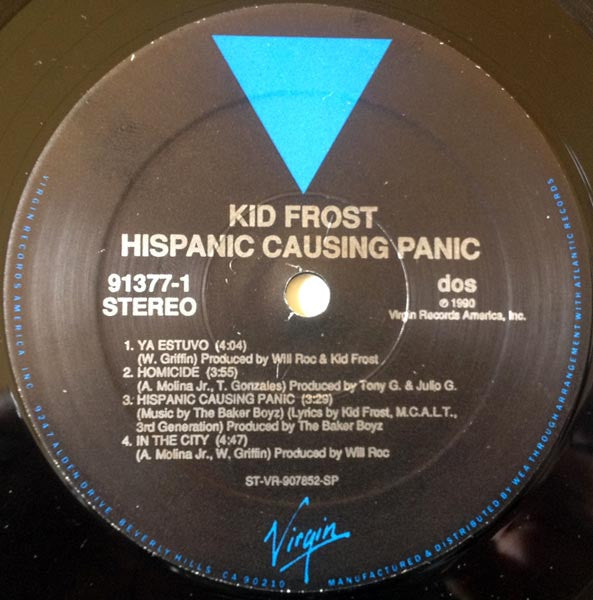 KID FROST
HISPANIC CAUSING PANIC
91377-1
STEREO
dos
℗ 1990
Virgin Records America, Inc.
1. YA ESTUVO (4:04)
(W. Griffin) Produced by Will Roc & Kid Frost
2. HOMICIDE (3:55)
(A. Molina Jr., T. Gonzales) Produced by Tony G. & Julio G.
3. HISPANIC CAUSING PANIC (3:29)
(Music by The Baker Boyz) (Lyrics by Kid Frost, M.C.A.L.T.,
3rd Generation) Produced by The Baker Boyz
4. IN THE CITY (4:47)
(A. Molina Jr., W. Griffin) Produced by Will Roc
ST-VR-907852-SP
Virgin
VIRGIN RECORDS AMERICA, INC. 9247 ALDEN DRIVE, BEVERLY HILLS, CA 90210
MANUFACTURED & DISTRIBUTED BY WEA THROUGH ARRANGEMENT WITH ATLANTIC RECORDS